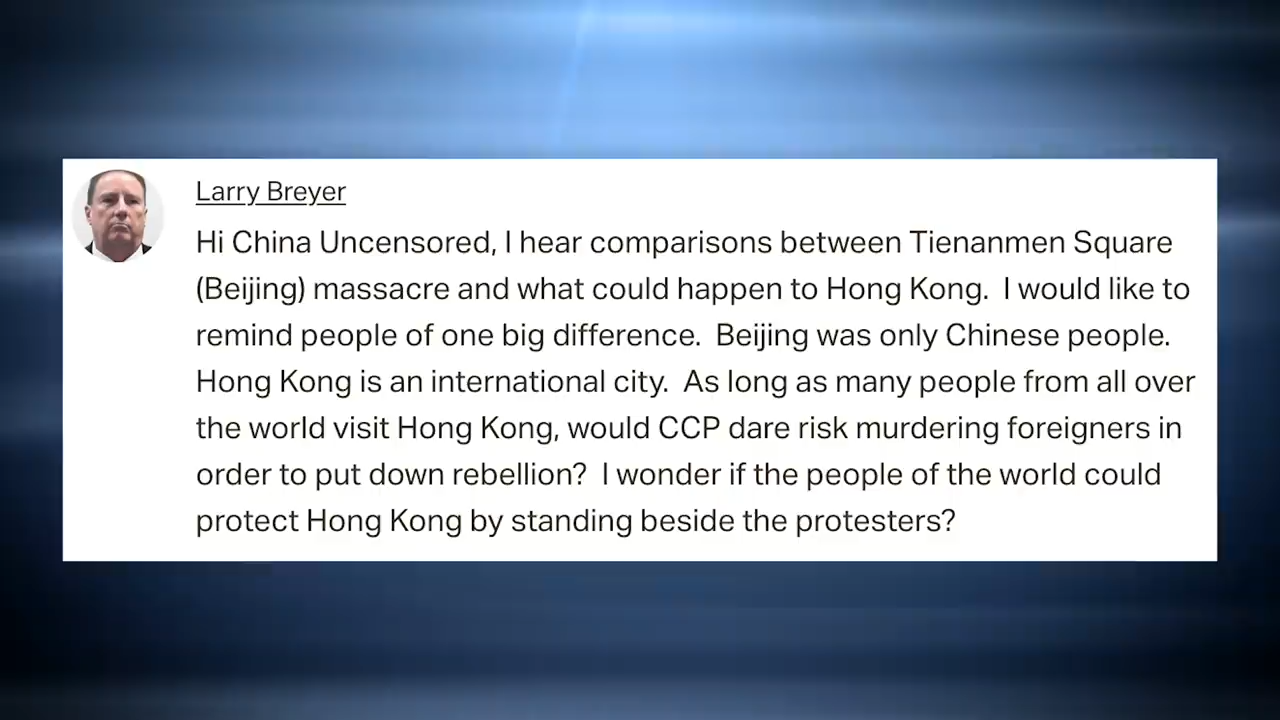 Larry Breyer
Hi China Uncensored, I hear comparisons between Tienanmen Square
(Beijing) massacre and what could happen to Hong Kong.  I would like to
remind people of one big difference.  Beijing was only Chinese people.
Hong Kong is an international city.  As long as many people from all over
the world visit Hong Kong, would CCP dare risk murdering foreigners in
order to put down rebellion?  I wonder if the people of the world could
protect Hong Kong by standing beside the protesters?